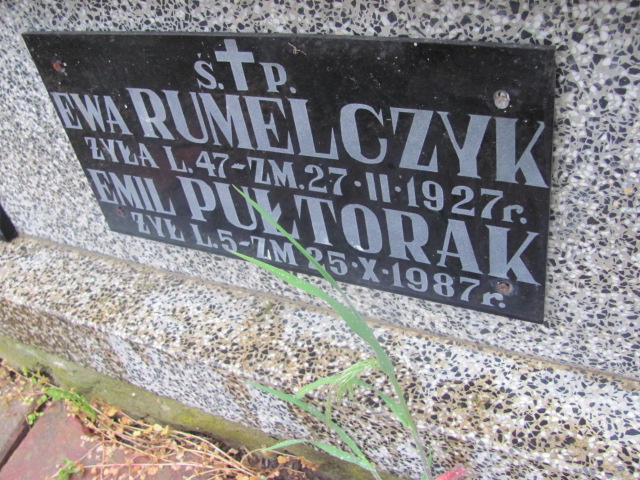 Ś. P.
EWA RUMELCZYK
ŻYŁA L. 47-ZM. 27·II·1927r.
EMIL PUŁTORAK
ŻYŁ L. 5-ZM. 25·X·1987r.